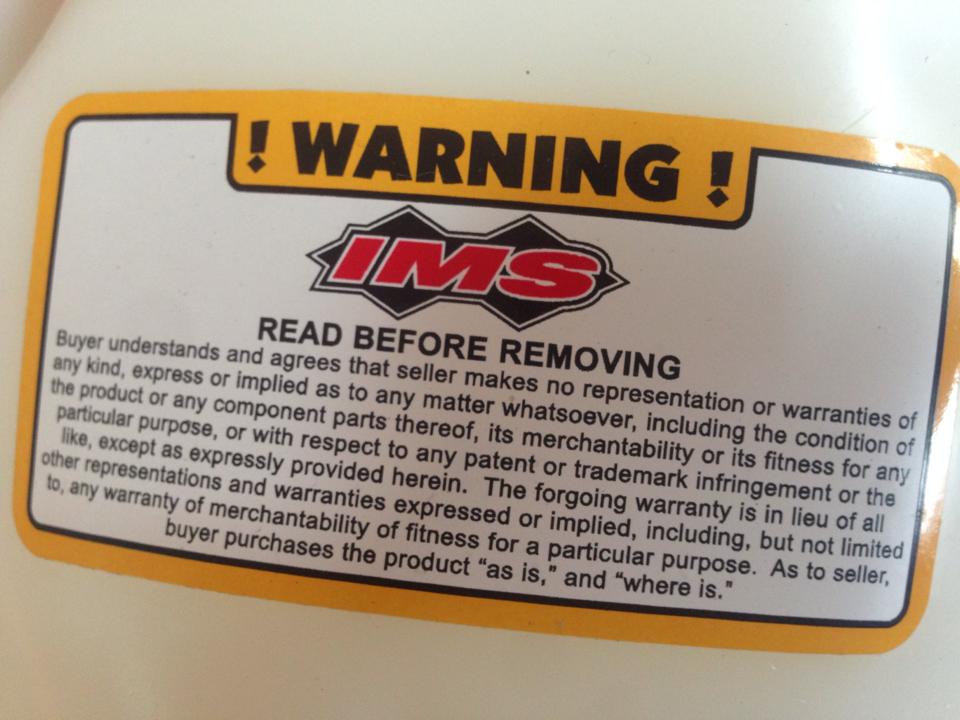 ! WARNING !
IMS
READ BEFORE REMOVING
Buyer understands and agrees that seller makes no representation or warranties of
any kind, express or implied as to any matter whatsoever, including the condition of
the product or any component parts thereof, its merchantability or its fitness for any
particular purpose, or with respect to any patent or trademark infringement or the
like, except as expressly provided herein. The forgoing warranty is in lieu of all
other representations and warranties expressed or implied, including, but not limited
to, any warranty of merchantability of fitness for a particular purpose. As to seller,
buyer purchases the product “as is,” and “where is.”